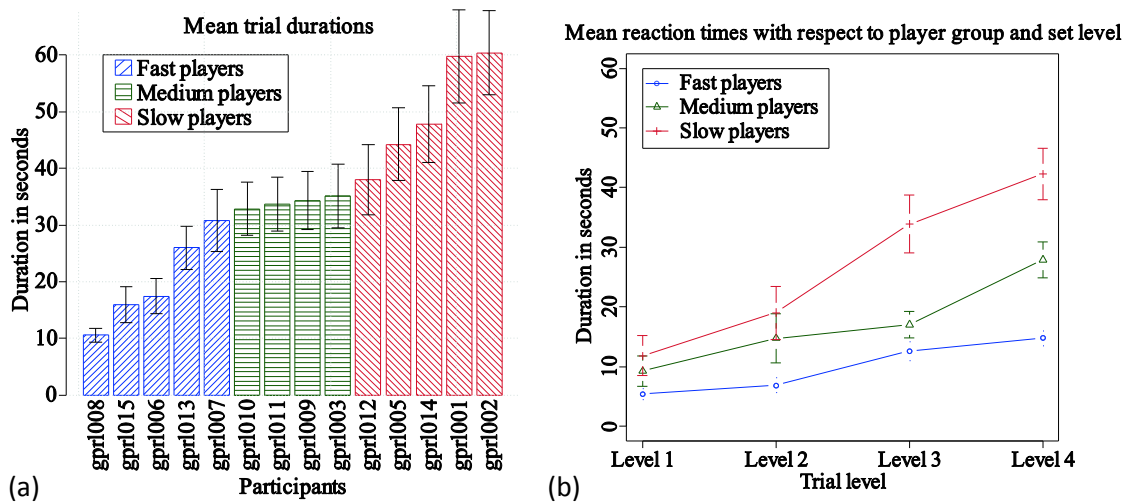 Mean trial durations
Fast players
Medium players
Slow players
Duration in seconds
60
50
40
30
20
10
0
gprl008
gprl015
gprl006
gprl013
gprl007
gprl010
gprl011
gprl009
gprl003
gprl012
gprl005
gprl014
gprl001
gprl002
Participants
(a)
Mean reaction times with respect to player group and set level
Fast players
Medium players
Slow players
Duration in seconds
60
50
40
30
20
10
0
Level 1
Level 2
Level 3
Level 4
Trial level
(b)